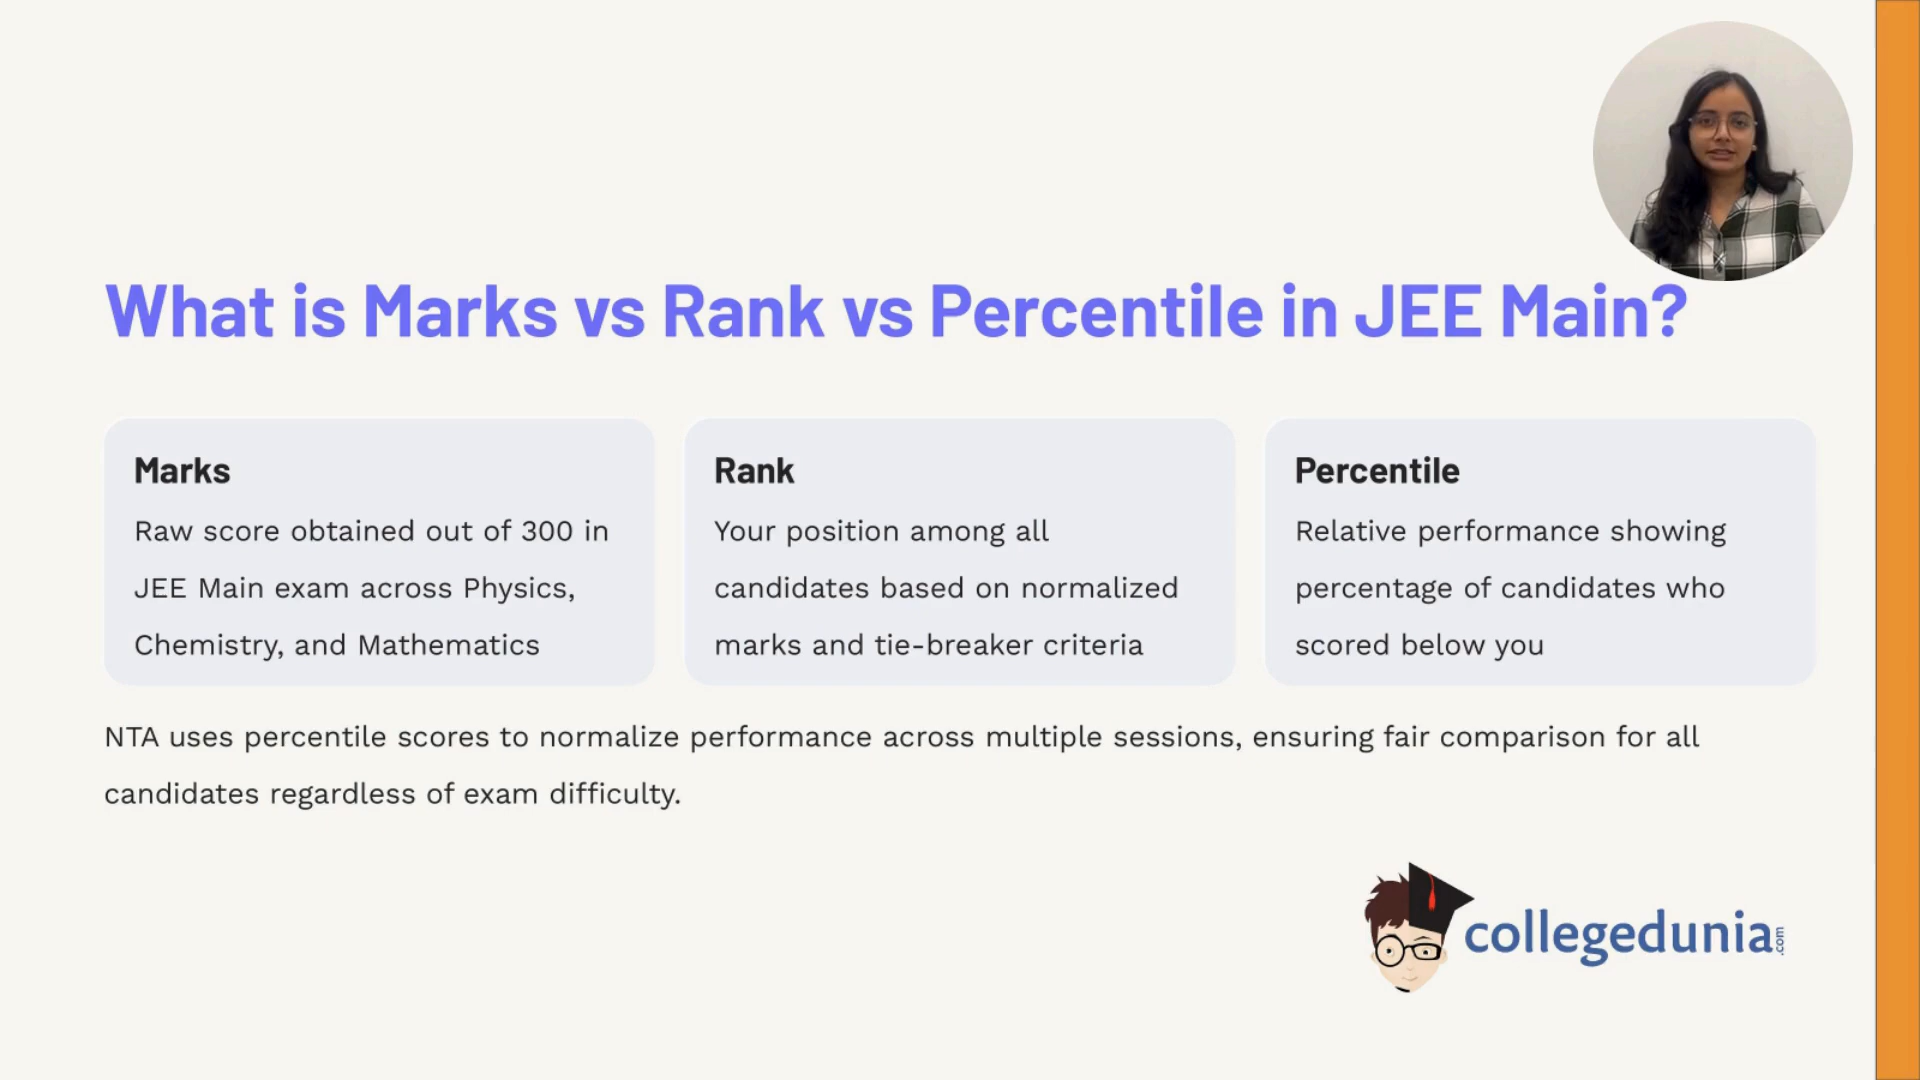 What is Marks vs Rank vs Percentile in JEE Main?
Marks
Raw score obtained out of 300 in
JEE Main exam across Physics,
Chemistry, and Mathematics
Rank
Your position among all
candidates based on normalized
marks and tie-breaker criteria
Percentile
Relative performance showing
percentage of candidates who
scored below you
NTA uses percentile scores to normalize performance across multiple sessions, ensuring fair comparison for all
candidates regardless of exam difficulty.
collegedunia.com